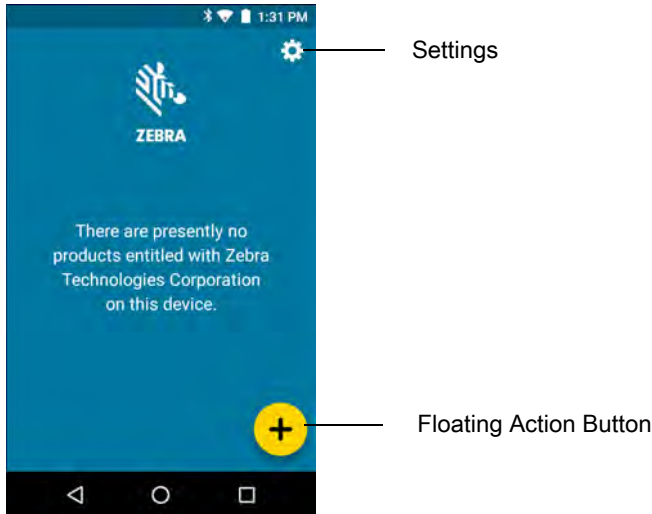 1:31 PM
Settings
ZEBRA
There are presently no
products entitled with Zebra
Technologies Corporation
on this device.
Floating Action Button